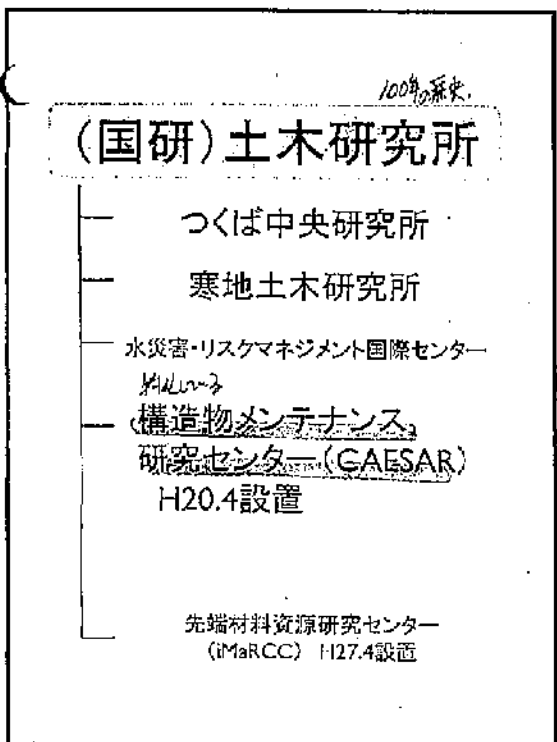 100年の歴史.
(国研)土木研究所
つくば中央研究所
寒地土木研究所
水災害・リスクマネジメント国際センター
構造物メンテナンス
研究センター(CAESAR)
H20.4設置
先端材料資源研究センター
(iMaRCC) H27.4設置